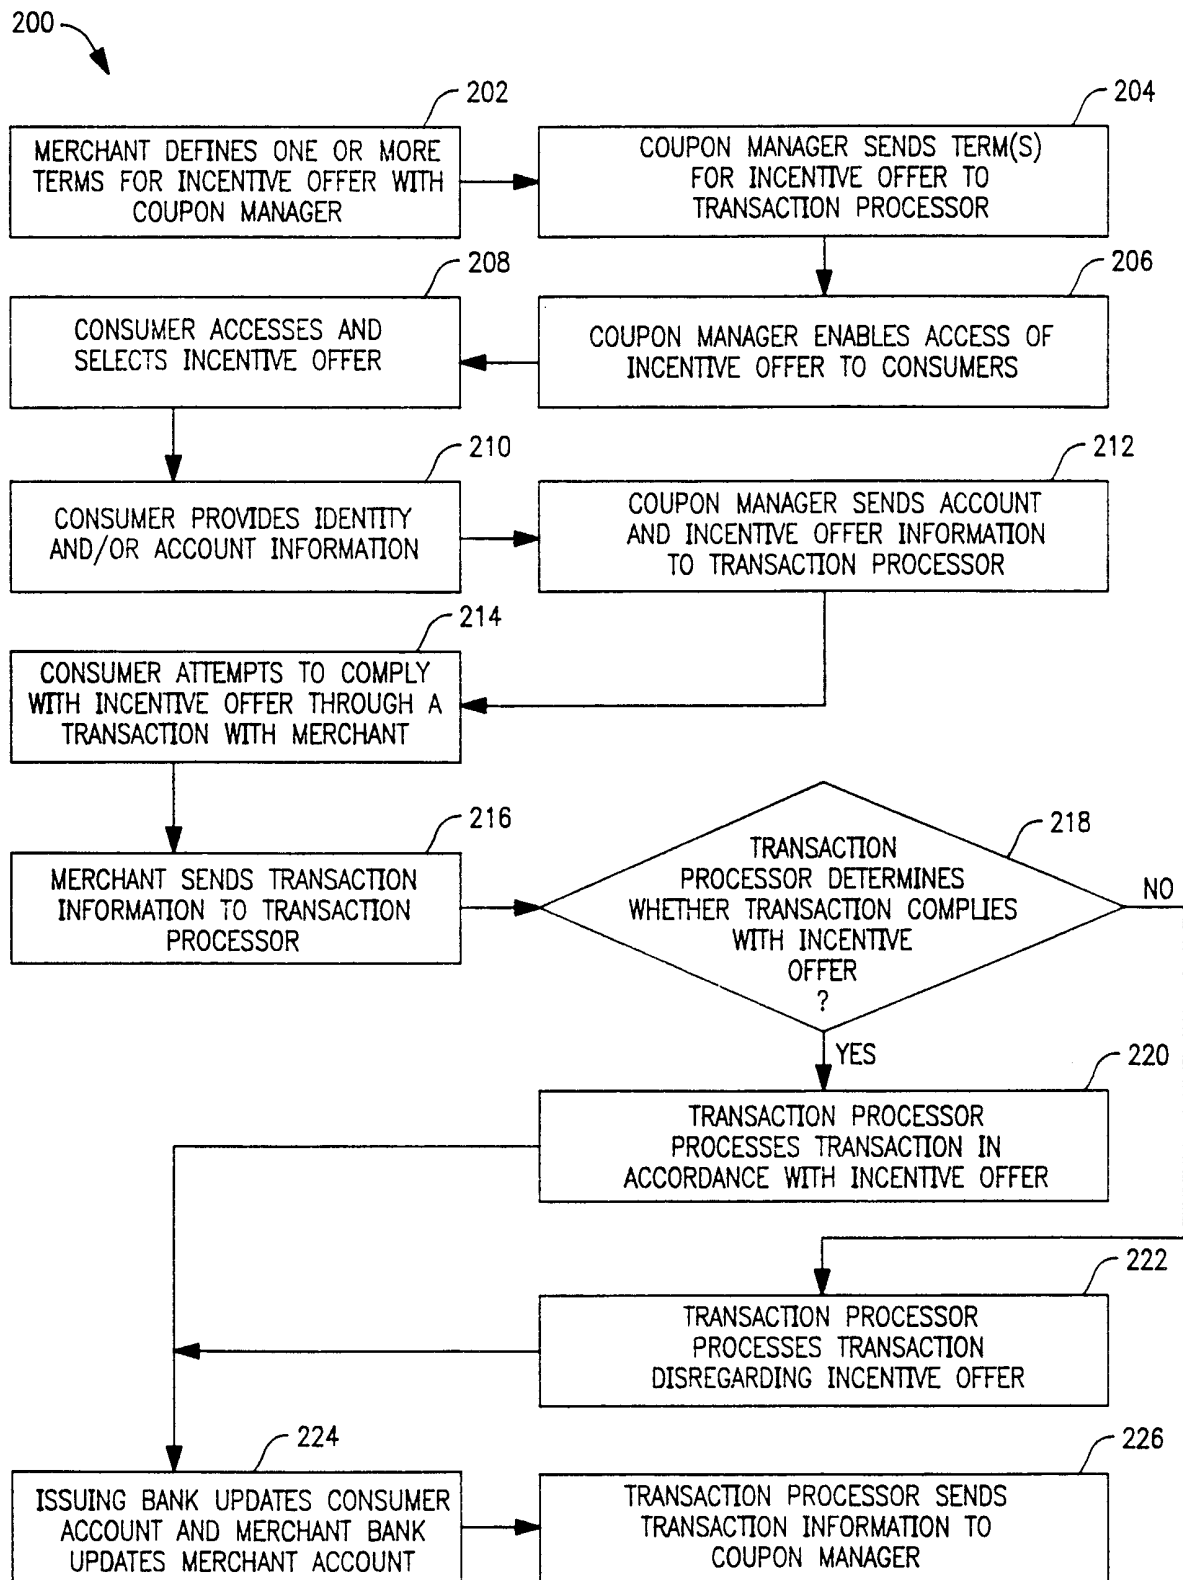 200
202
MERCHANT DEFINES ONE OR MORE
TERMS FOR INCENTIVE OFFER WITH
COUPON MANAGER
204
COUPON MANAGER SENDS TERM(S)
FOR INCENTIVE OFFER TO
TRANSACTION PROCESSOR
206
COUPON MANAGER ENABLES ACCESS OF
INCENTIVE OFFER TO CONSUMERS
208
CONSUMER ACCESSES AND
SELECTS INCENTIVE OFFER
210
CONSUMER PROVIDES IDENTITY
AND/OR ACCOUNT INFORMATION
212
COUPON MANAGER SENDS ACCOUNT
AND INCENTIVE OFFER INFORMATION
TO TRANSACTION PROCESSOR
214
CONSUMER ATTEMPTS TO COMPLY
WITH INCENTIVE OFFER THROUGH A
TRANSACTION WITH MERCHANT
216
MERCHANT SENDS TRANSACTION
INFORMATION TO TRANSACTION
PROCESSOR
218
TRANSACTION
PROCESSOR DETERMINES
WHETHER TRANSACTION COMPLIES
WITH INCENTIVE
OFFER
?
NO
YES
220
TRANSACTION PROCESSOR
PROCESSES TRANSACTION IN
ACCORDANCE WITH INCENTIVE OFFER
222
TRANSACTION PROCESSOR
PROCESSES TRANSACTION
DISREGARDING INCENTIVE OFFER
224
ISSUING BANK UPDATES CONSUMER
ACCOUNT AND MERCHANT BANK
UPDATES MERCHANT ACCOUNT
226
TRANSACTION PROCESSOR SENDS
TRANSACTION INFORMATION TO
COUPON MANAGER